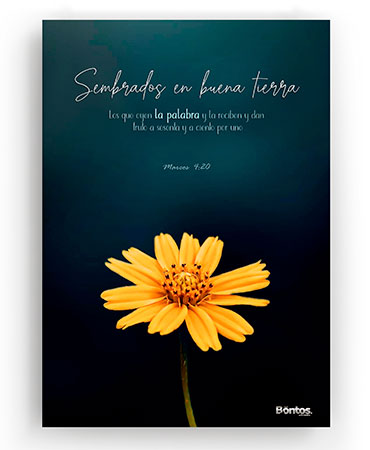 Sembrados en buena tierra
Los que oyen la palabra y la reciben y dan
fruto a sesenta y a ciento por uno
Marcos 4:20
Böntos.